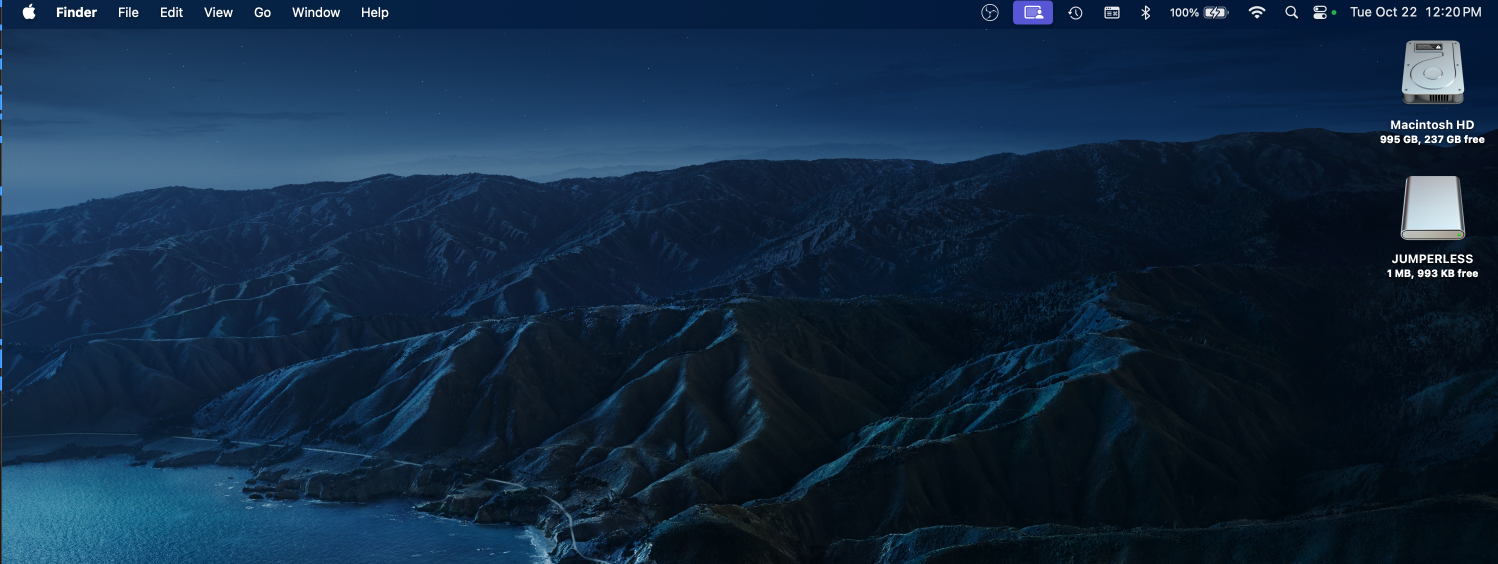 Finder File Edit View Go Window Help 100% Tue Oct 22 12:20 PM
Macintosh HD
995 GB, 237 GB free
JUMPERLESS
1 MB, 993 KB free